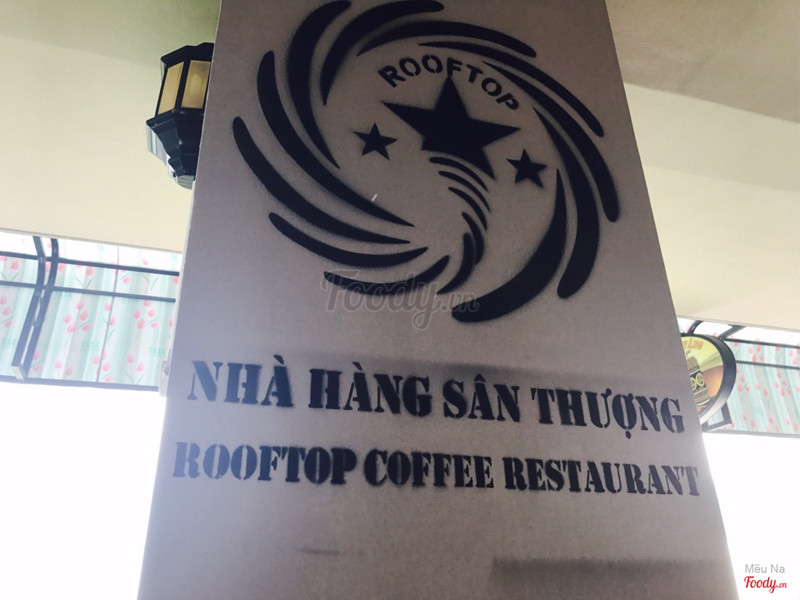 ROOFTOP
Foody.vn
NHÀ HÀNG SÂN THƯỢNG
ROOFTOP COFFEE RESTAURANT
Mều Na
Foody.vn